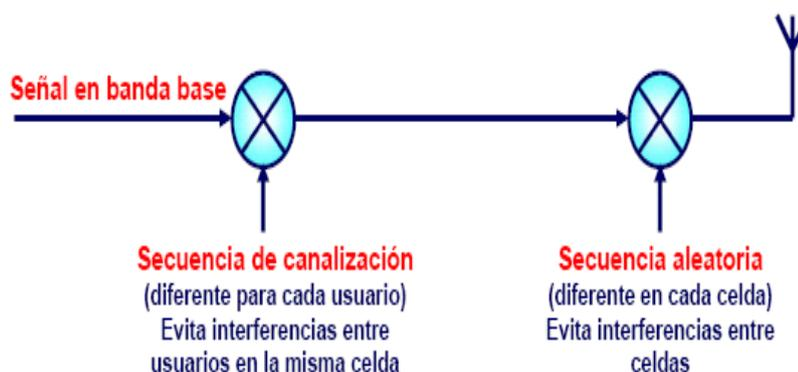 Señal en banda base
Secuencia de canalización
(diferente para cada usuario)
Evita interferencias entre
usuarios en la misma celda
Secuencia aleatoria
(diferente en cada celda)
Evita interferencias entre
celdas